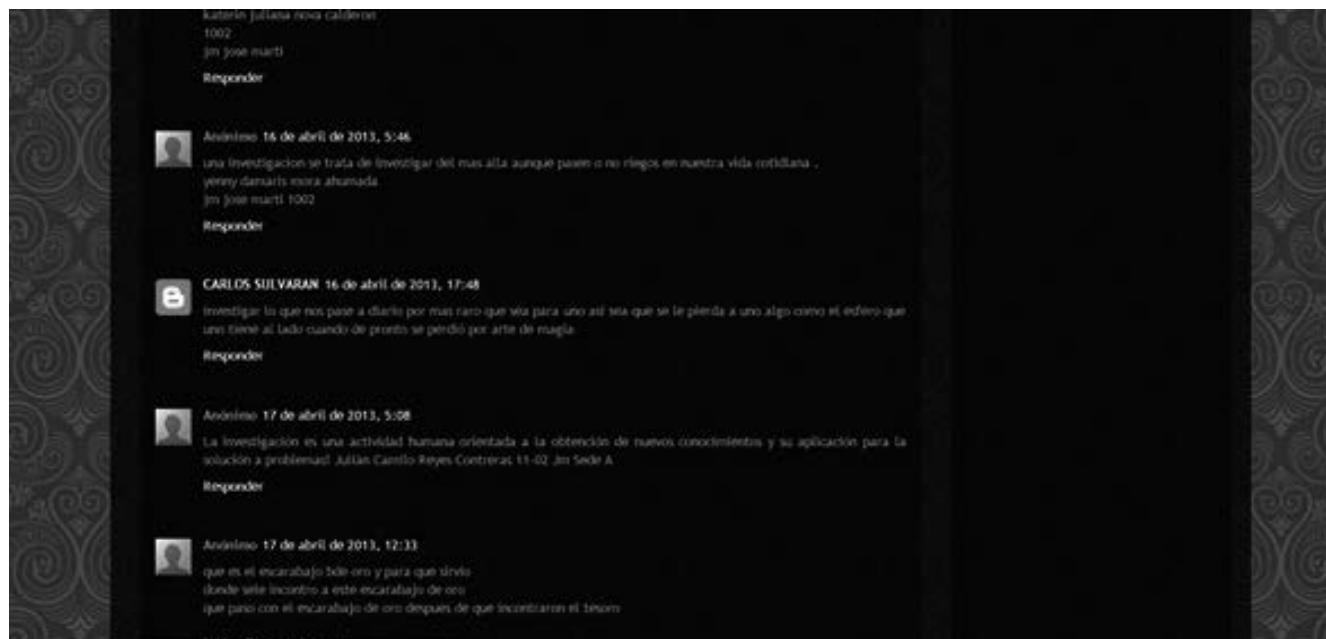 katerin juliana nova calderon
1002
jm jose marti
Responder
Anónimo 16 de abril de 2013, 5:46
una investigacion se trata de investigar del mas alla aunque pasen o no riegos en nuestra vida cotidiana .
yenny damaris mora ahumada
jm jose marti 1002
Responder
CARLOS SULVARAN 16 de abril de 2013, 17:48
investigar lo que nos pase a diario por mas raro que séa para uno asi sea que se le pierda a uno algo como el esfero que
uno tiene al lado cuando de pronto se perdió por arte de magia
Responder
Anónimo 17 de abril de 2013, 5:08
La investigación es una actividad humana orientada a la obtención de nuevos conocimientos y su aplicación para la
solución a problemas! Julián Camilo Reyes Contreras 11-02 Jm Sede A
Responder
Anónimo 17 de abril de 2013, 12:33
que es el escarabajo bde oro y para que sirvio
donde sele incontro a este escarabajo de oro
que paso con el escarabajo de oro despues de que incontraron el tesoro